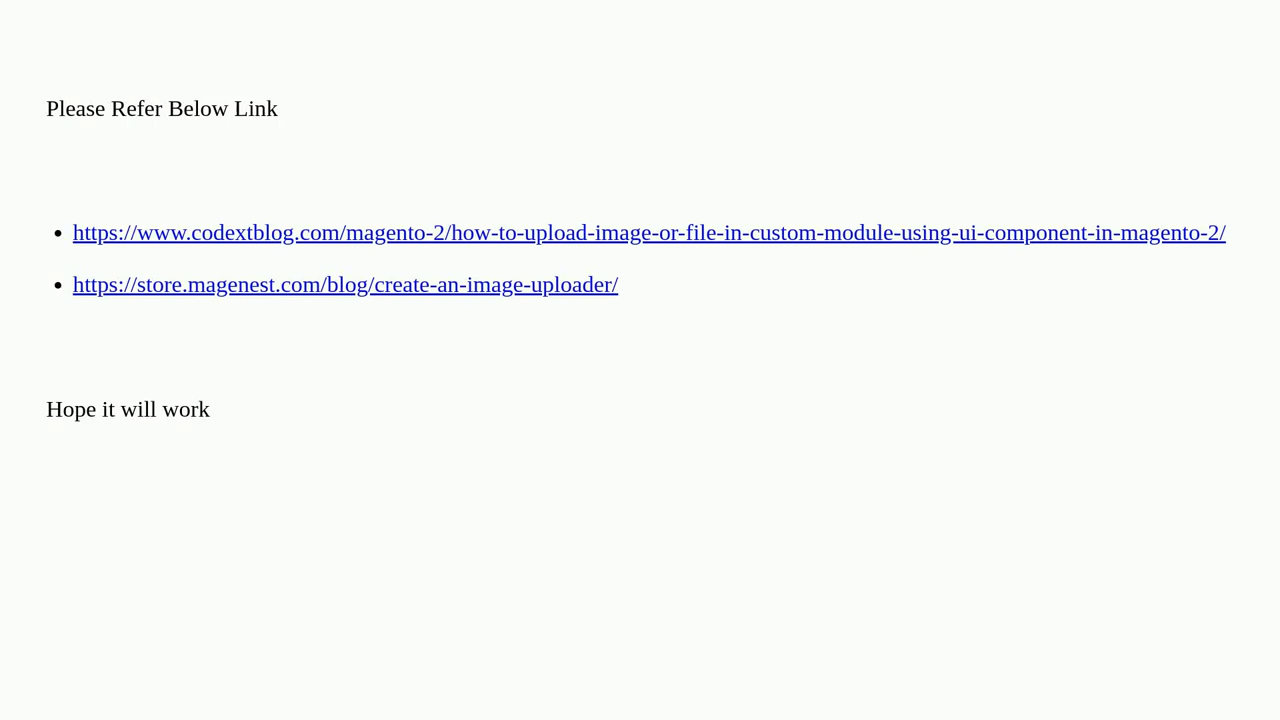 Please Refer Below Link
• https://www.codextblog.com/magento-2/how-to-upload-image-or-file-in-custom-module-using-ui-component-in-magento-2/
• https://store.magenest.com/blog/create-an-image-uploader/
Hope it will work